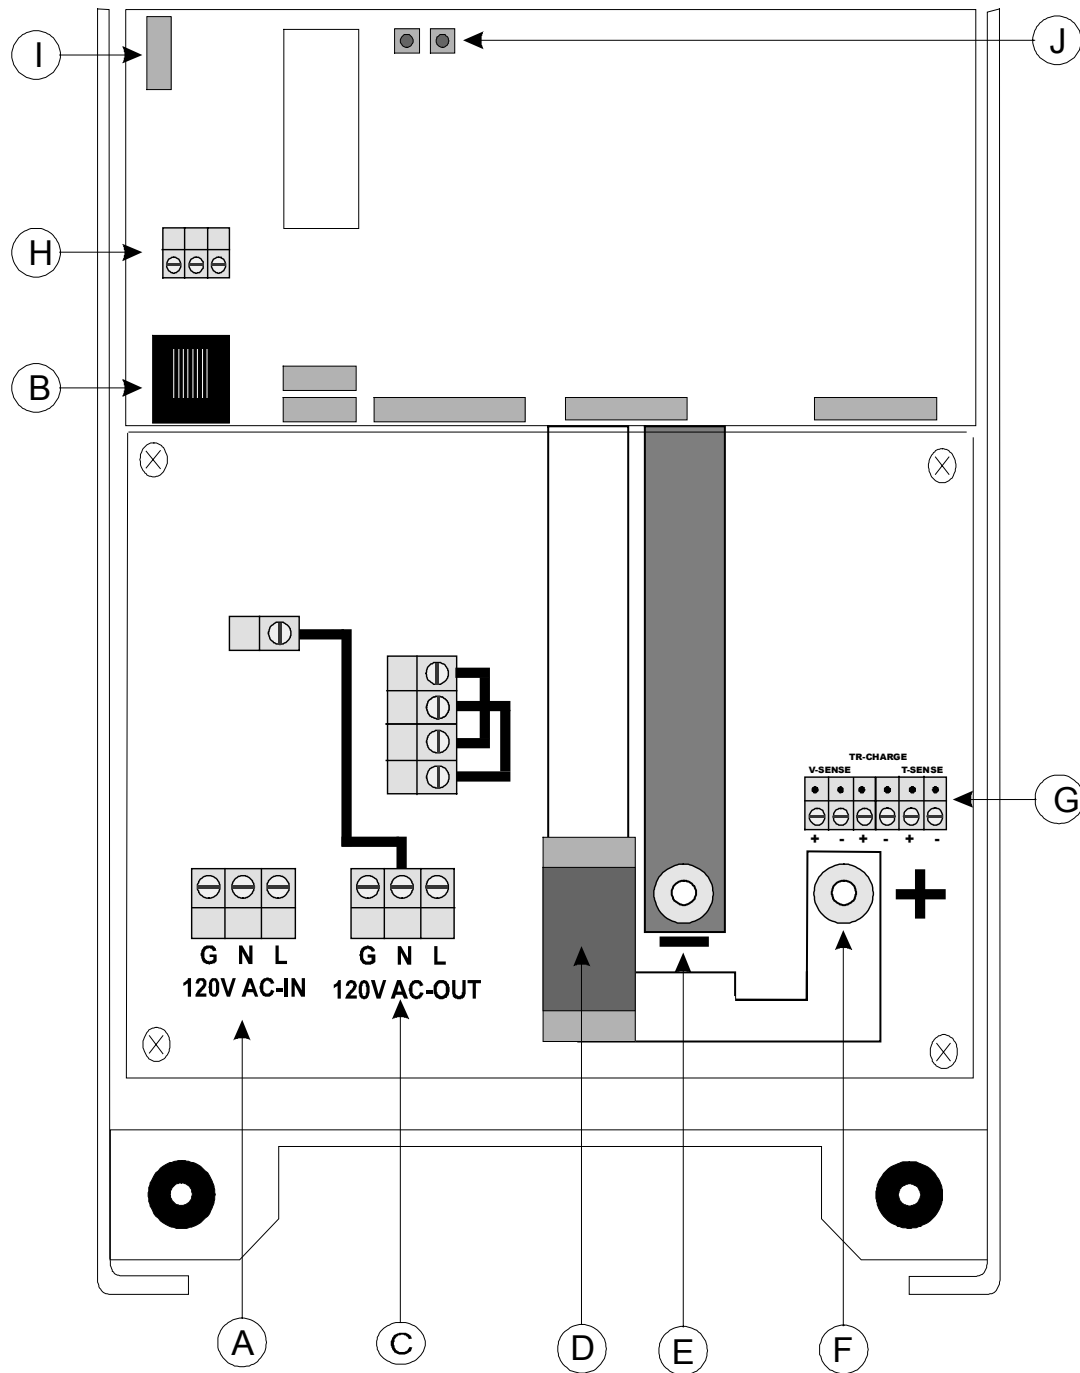 I
J
H
B
TR-CHARGE
V-SENSE T-SENSE
G
+ - + - + -
+
G N L
G N L
120V AC-IN
120V AC-OUT
A
C
D
E
F